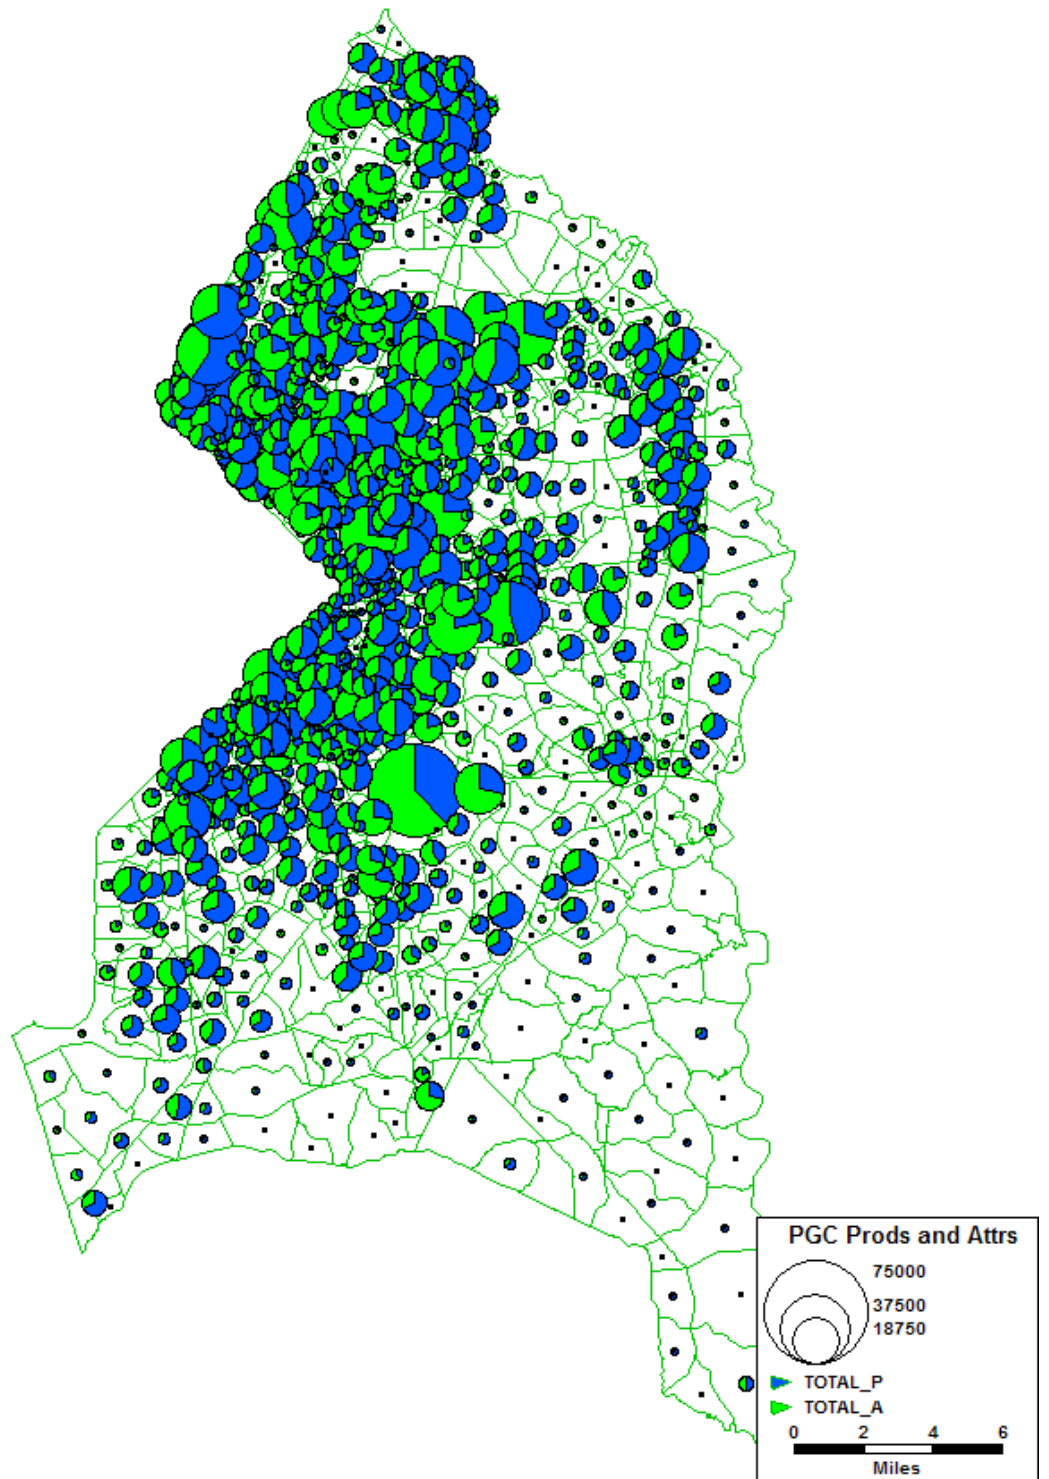 PGC Prods and Attrs
75000
37500
18750
TOTAL_P
TOTAL_A
0 2 4 6
Miles